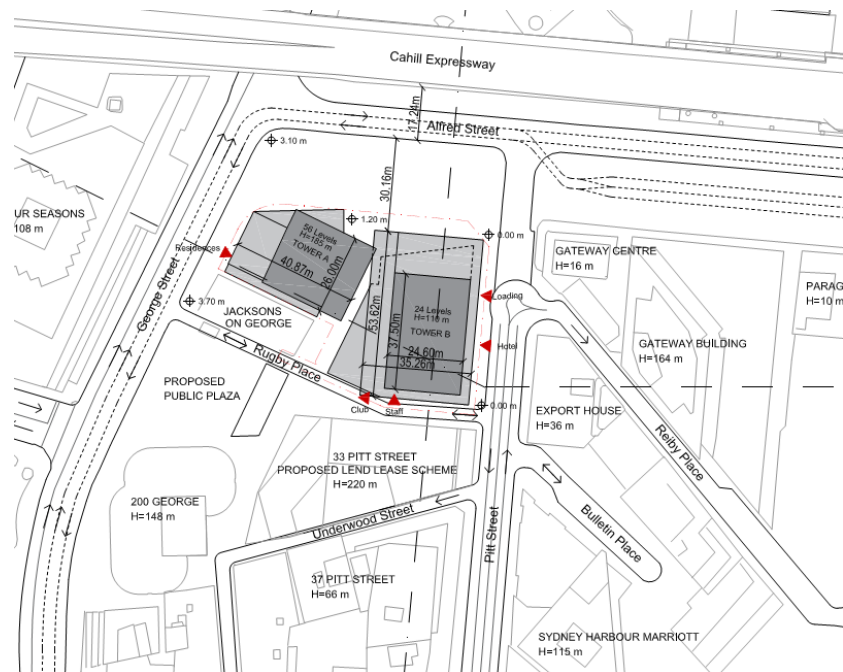 Cahill Expressway
17.24m
Alfred Street
3.10 m
30.16m
UR SEASONS
108 m
1.20 m
56 Levels
H=185 m
TOWER A
0.00 m
Residences
40.87m
26.00m
GATEWAY CENTRE
H=16 m
George Street
PARAG
H=10 m
3.70 m
JACKSONS
ON GEORGE
53.62m
37.50m
24 Levels
H=110 m
TOWER B
24.60m
35.26m
Loading
Hotel
GATEWAY BUILDING
H=164 m
Rugby Place
PROPOSED
PUBLIC PLAZA
Club
Staff
0.00 m
EXPORT HOUSE
H=36 m
Reiby Place
33 PITT STREET
PROPOSED LEND LEASE SCHEME
H=220 m
200 GEORGE
H=148 m
Underwood Street
Pitt Street
Bulletin Place
37 PITT STREET
H=66 m
SYDNEY HARBOUR MARRIOTT
H=115 m